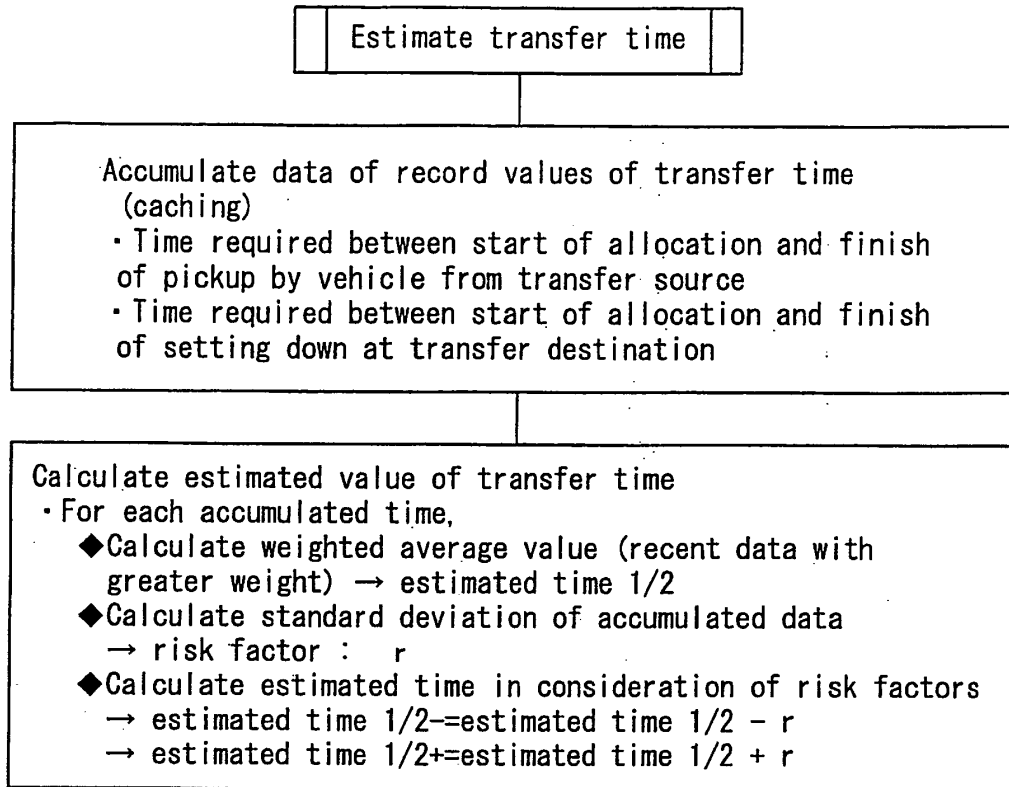 Estimate transfer time
Accumulate data of record values of transfer time
(caching)
・Time required between start of allocation and finish
of pickup by vehicle from transfer source
・Time required between start of allocation and finish
of setting down at transfer destination
Calculate estimated value of transfer time
・For each accumulated time,
◆Calculate weighted average value (recent data with
greater weight) → estimated time 1/2
◆Calculate standard deviation of accumulated data
→ risk factor : r
◆Calculate estimated time in consideration of risk factors
→ estimated time 1/2−=estimated time 1/2 − r
→ estimated time 1/2+=estimated time 1/2 + r